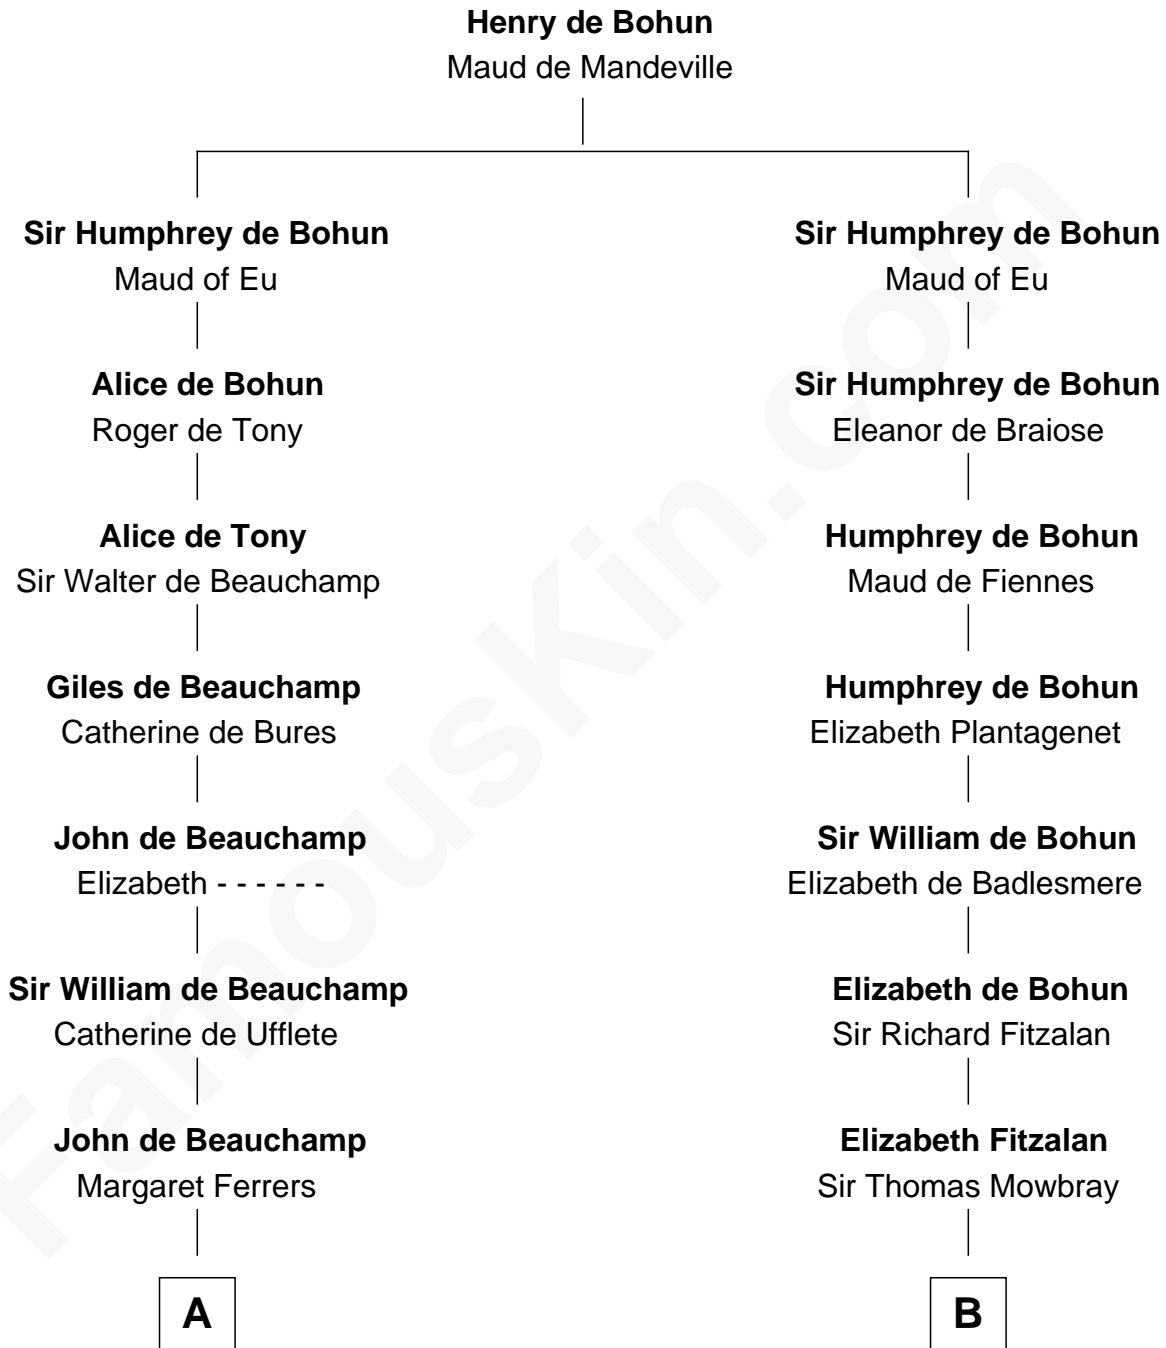 Henry de Bohun
Maud de Mandeville
Sir Humphrey de Bohun
Maud of Eu
Alice de Bohun
Roger de Tony
Alice de Tony
Sir Walter de Beauchamp
Giles de Beauchamp
Catherine de Bures
John de Beauchamp
Elizabeth - - - - - -
Sir William de Beauchamp
Catherine de Ufflete
John de Beauchamp
Margaret Ferrers
A
Sir Humphrey de Bohun
Maud of Eu
Sir Humphrey de Bohun
Eleanor de Braiose
Humphrey de Bohun
Maud de Fiennes
Humphrey de Bohun
Elizabeth Plantagenet
Sir William de Bohun
Elizabeth de Badlesmere
Elizabeth de Bohun
Sir Richard Fitzalan
Elizabeth Fitzalan
Sir Thomas Mowbray
B
FamousKin.com